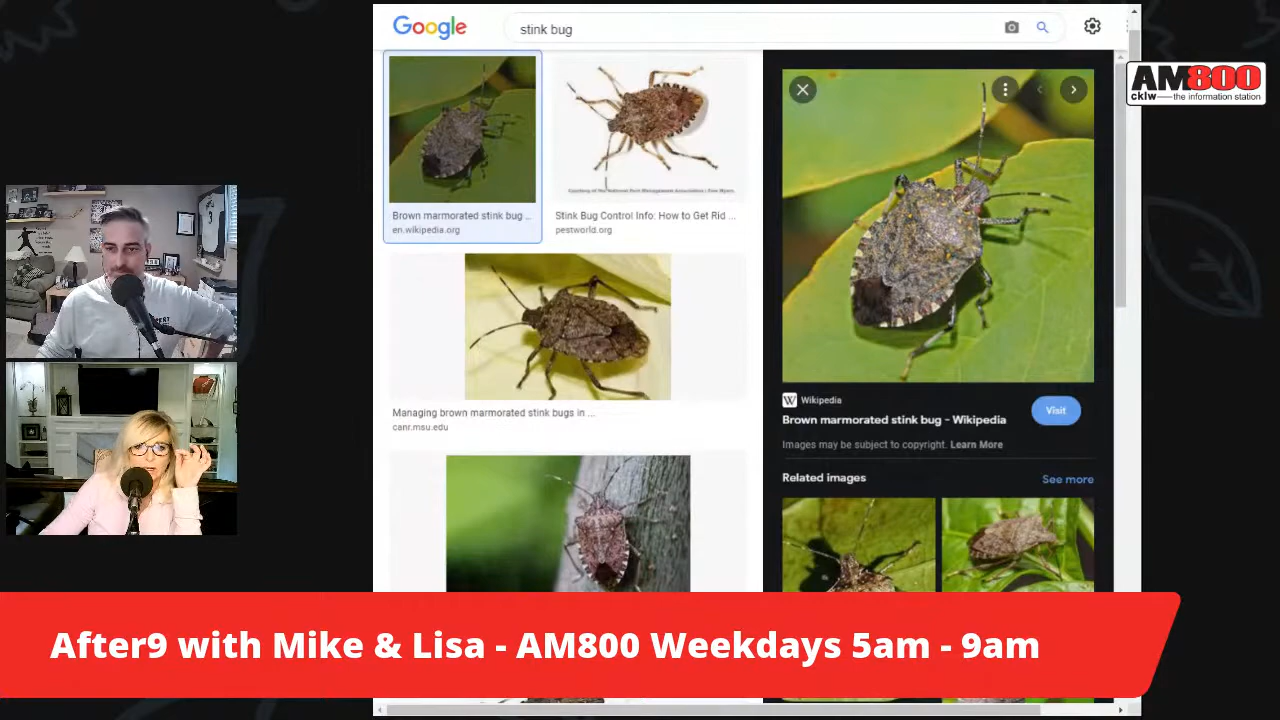 Google
stink bug
AM800
cklw — the information station
Brown marmorated stink bug ...
en.wikipedia.org
Stink Bug Control Info: How to Get Rid ...
pestworld.org
Managing brown marmorated stink bugs in ...
canr.msu.edu
W Wikipedia
Brown marmorated stink bug - Wikipedia
Visit
Images may be subject to copyright. Learn More
Related images
See more
After9 with Mike & Lisa - AM800 Weekdays 5am - 9am